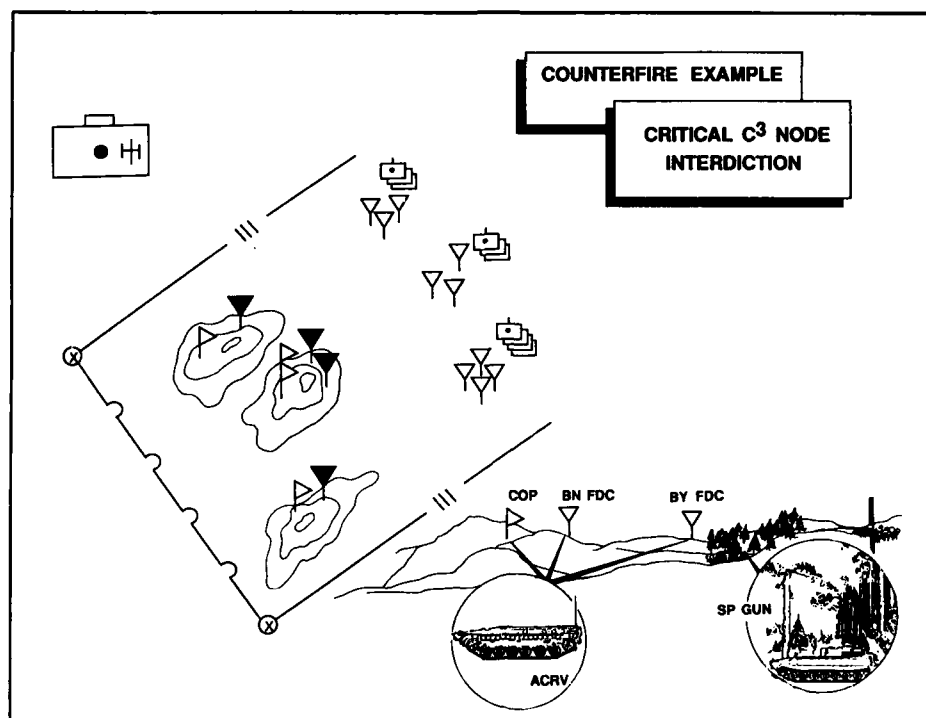 COUNTERFIRE EXAMPLE
CRITICAL C³ NODE
INTERDICTION
X
X
COP
BN FDC
BY FDC
SP GUN
ACRV